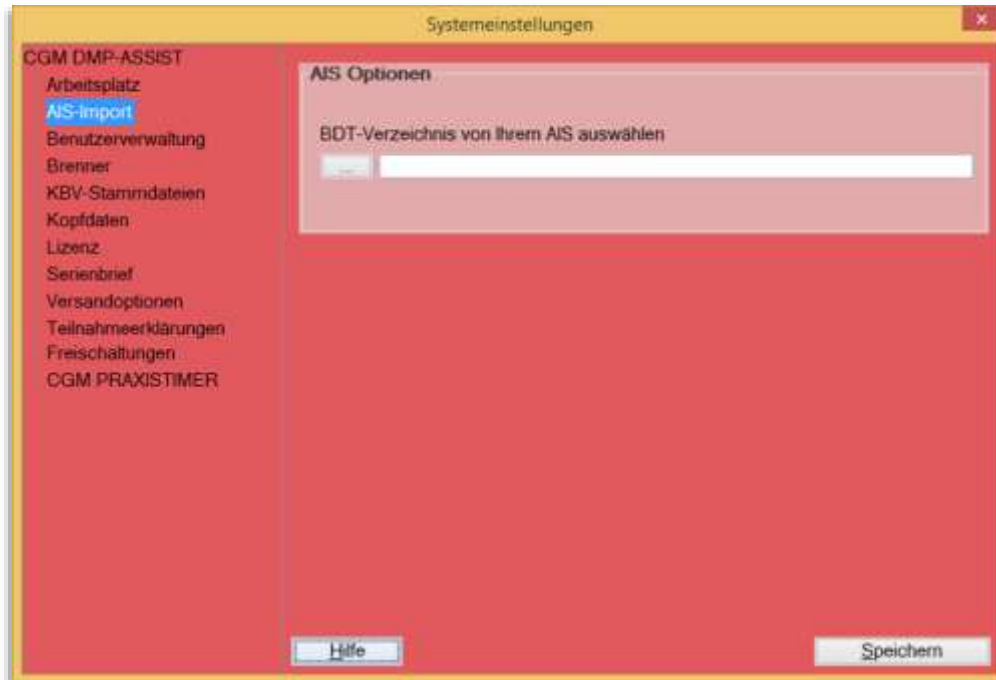 Systemeinstellungen
CGM DMP-ASSIST
Arbeitsplatz
AIS-Import
Benutzerverwaltung
Brenner
KBV-Stammdateien
Kopfdaten
Lizenz
Serienbrief
Versandoptionen
Teilnahmeerklärungen
Freischaltungen
CGM PRAXISTIMER
AIS Optionen
BDT-Verzeichnis von Ihrem AIS auswählen
...
Hilfe
Speichern